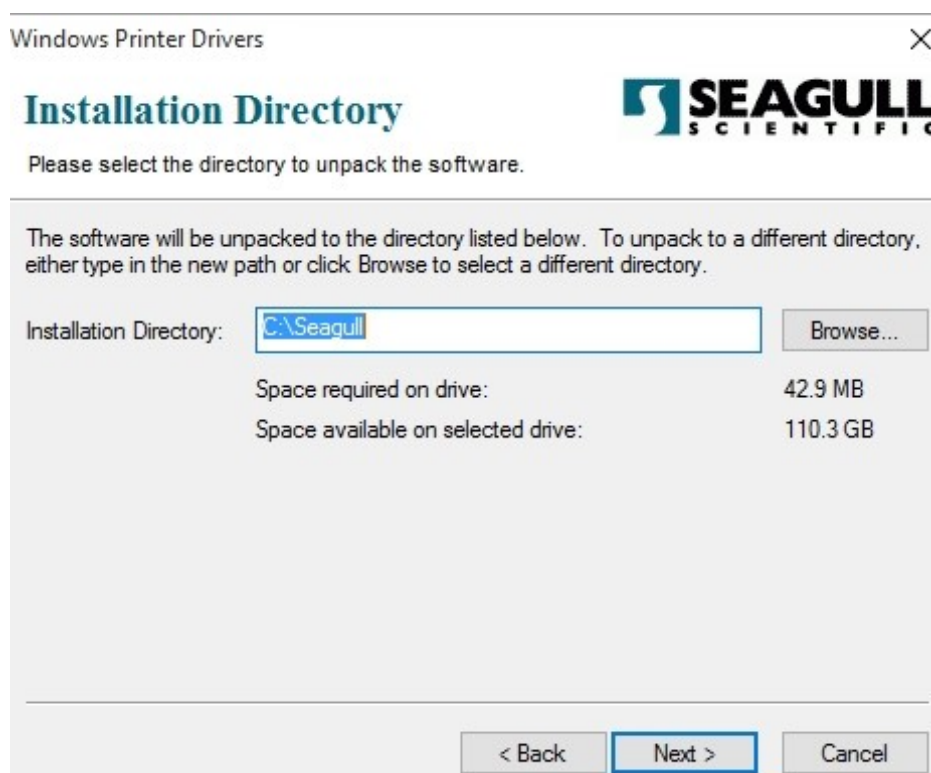 Windows Printer Drivers
Installation Directory
SEAGULL
SCIENTIFIC
Please select the directory to unpack the software.
The software will be unpacked to the directory listed below. To unpack to a different directory,
either type in the new path or click Browse to select a different directory.
Installation Directory: C:\Seagull Browse...
Space required on drive: 42.9 MB
Space available on selected drive: 110.3 GB
< Back Next > Cancel